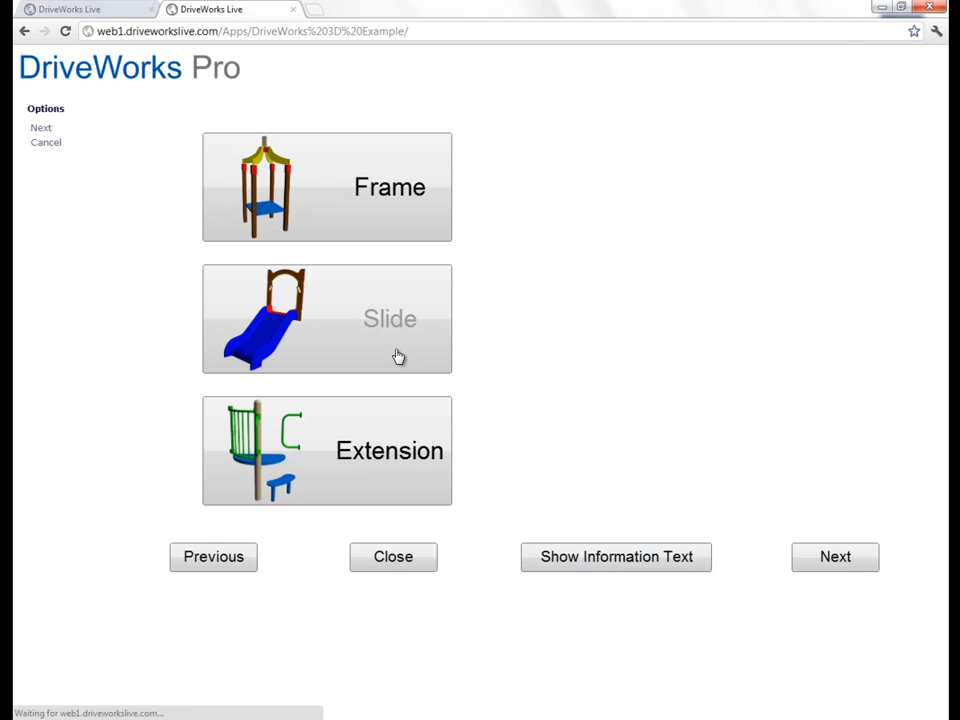 DriveWorks Live
DriveWorks Live
web1.driveworkslive.com/Apps/DriveWorks%203D%20Example/
DriveWorks Pro
Options
Next
Cancel
Frame
Slide
Extension
Previous
Close
Show Information Text
Next
Waiting for web1.driveworkslive.com...